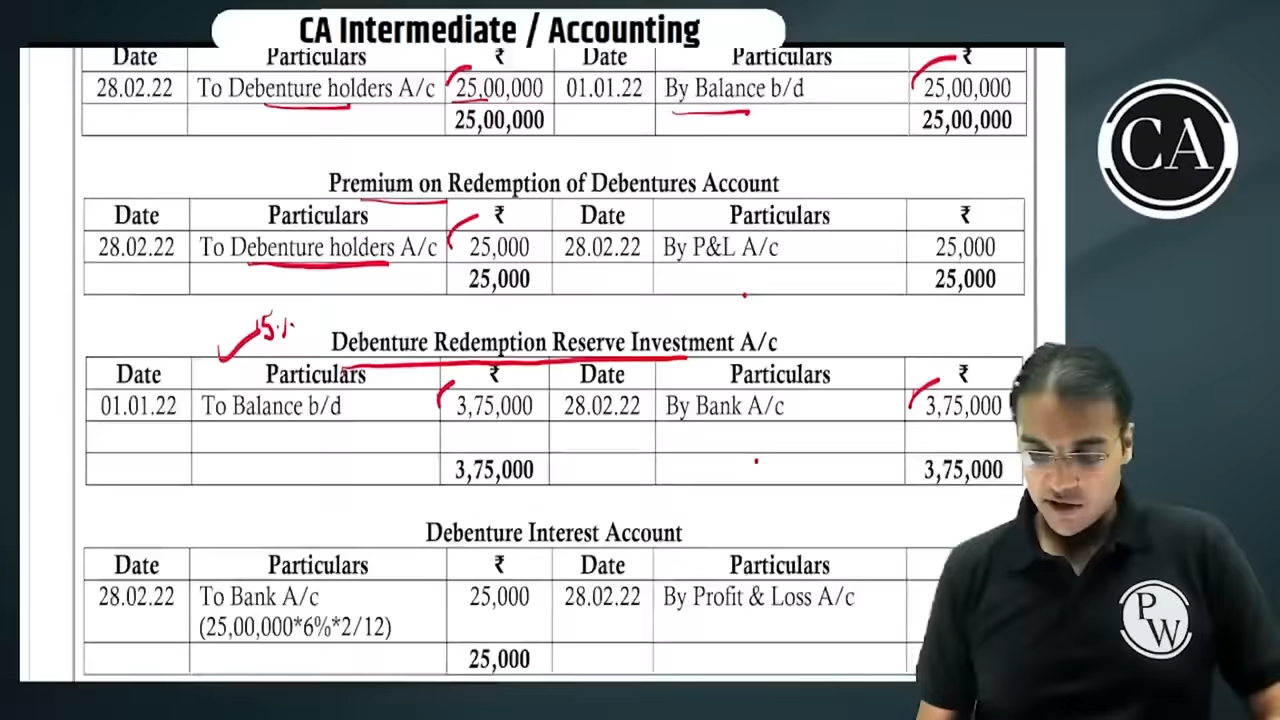 CA Intermediate / Accounting
Date Particulars ₹ Date Particulars ₹
28.02.22 To Debenture holders A/c 25,00,000 01.01.22 By Balance b/d 25,00,000
25,00,000 25,00,000
CA
Premium on Redemption of Debentures Account
Date Particulars ₹ Date Particulars ₹
28.02.22 To Debenture holders A/c 25,000 28.02.22 By P&L A/c 25,000
25,000 25,000
15%
Debenture Redemption Reserve Investment A/c
Date Particulars ₹ Date Particulars ₹
01.01.22 To Balance b/d 3,75,000 28.02.22 By Bank A/c 3,75,000
3,75,000 3,75,000
Debenture Interest Account
Date Particulars ₹ Date Particulars
28.02.22 To Bank A/c 25,000 28.02.22 By Profit & Loss A/c
(25,00,000*6%*2/12)
25,000
PW